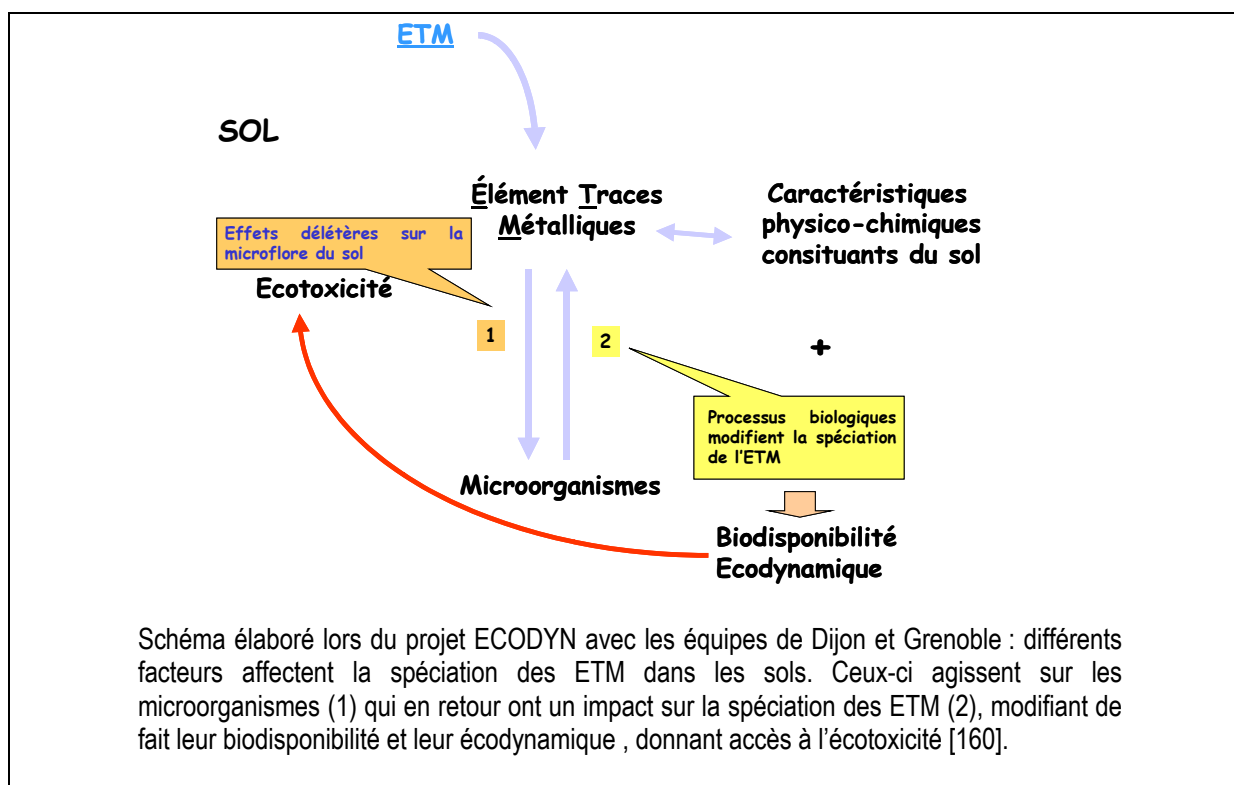 ETM
SOL
Élément Traces
Métalliques
Caractéristiques
physico-chimiques
consituants du sol
Effets délétères sur la
microflore du sol
Ecotoxicité
1
2
+
Processus biologiques
modifient la spéciation
de l'ETM
Microorganismes
Biodisponibilité
Ecodynamique
Schéma élaboré lors du projet ECODYN avec les équipes de Dijon et Grenoble : différents
facteurs affectent la spéciation des ETM dans les sols. Ceux-ci agissent sur les
microorganismes (1) qui en retour ont un impact sur la spéciation des ETM (2), modifiant de
fait leur biodisponibilité et leur écodynamique , donnant accès à l'écotoxicité [160].